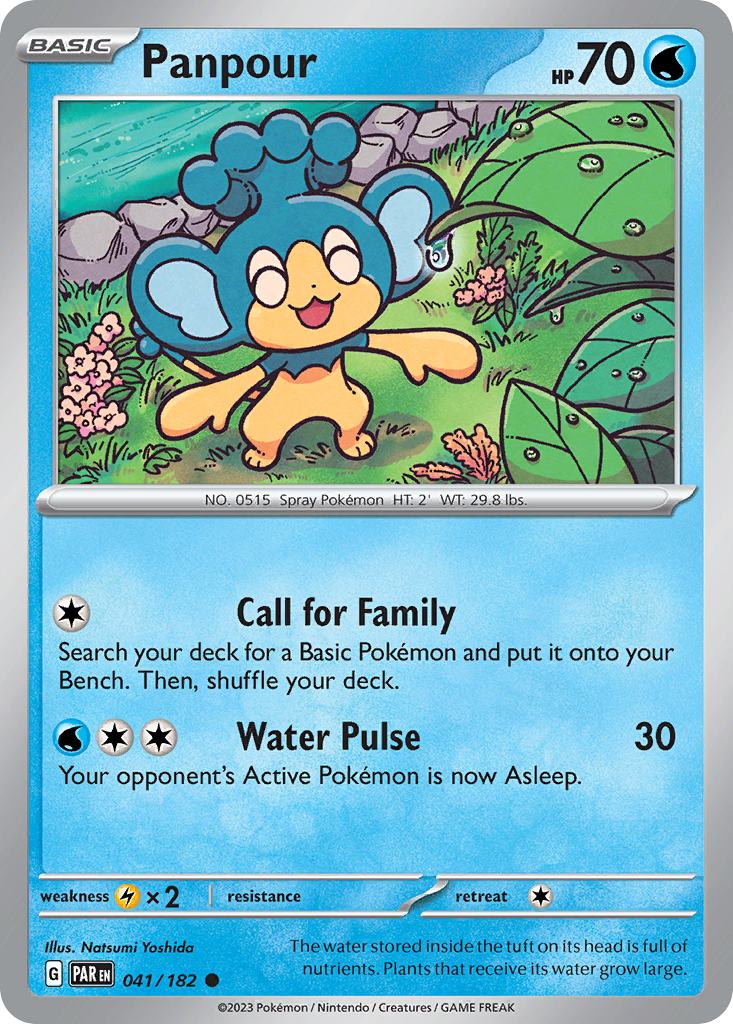 BASIC
Panpour
HP 70
NO. 0515 Spray Pokémon HT: 2' WT: 29.8 lbs.
Call for Family
Search your deck for a Basic Pokémon and put it onto your
Bench. Then, shuffle your deck.
Water Pulse 30
Your opponent's Active Pokémon is now Asleep.
weakness ×2 resistance retreat
Illus. Natsumi Yoshida
The water stored inside the tuft on its head is full of
nutrients. Plants that receive its water grow large.
G PAR EN 041/182
©2023 Pokémon / Nintendo / Creatures / GAME FREAK